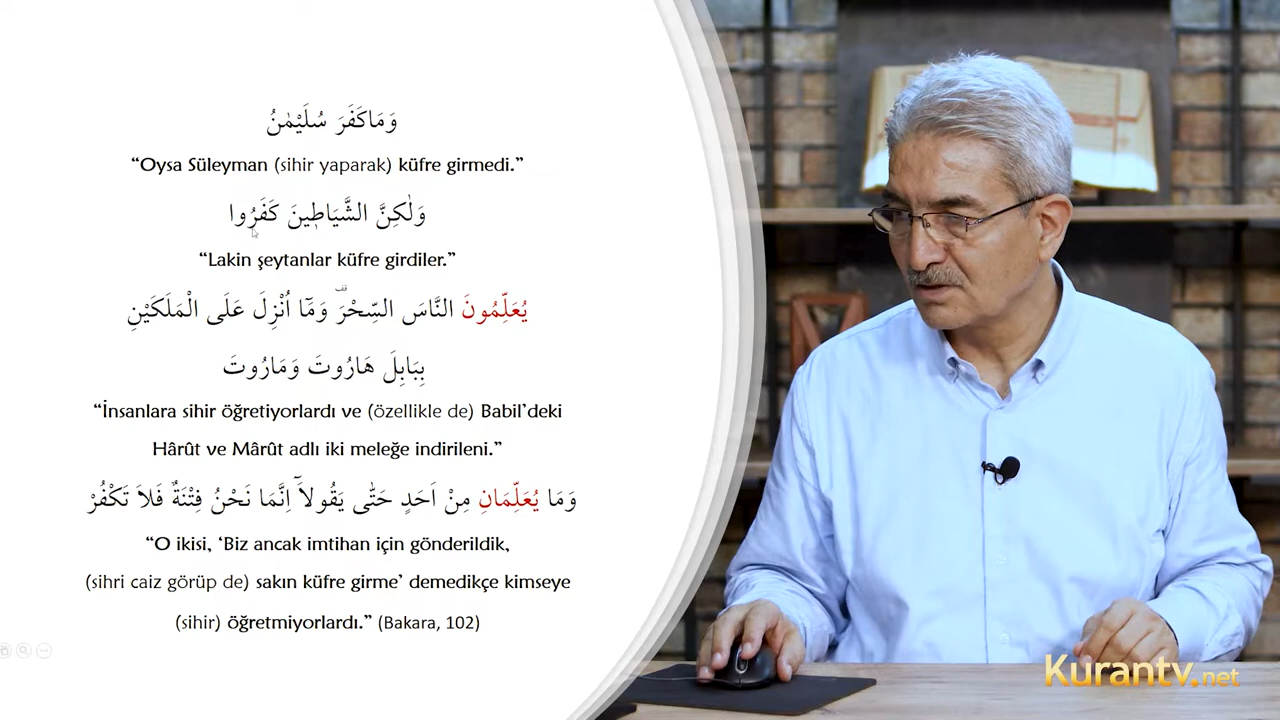 وَمَا كَفَرَ سُلَيْمٰنُ
“Oysa Süleyman (sihir yaparak) küfre girmedi.”
وَلٰكِنَّ الشَّيَاط۪ينَ كَفَرُوا
“Lakin şeytanlar küfre girdiler.”
يُعَلِّمُونَ النَّاسَ السِّحْرَۗ وَمَٓا اُنْزِلَ عَلَى الْمَلَكَيْنِ
بِبَابِلَ هَارُوتَ وَمَارُوتَ
“İnsanlara sihir öğretiyorlardı ve (özellikle de) Babil’deki
Hârût ve Mârût adlı iki meleğe indirileni.”
وَمَا يُعَلِّمَانِ مِنْ اَحَدٍ حَتّٰى يَقُولَٓا اِنَّمَا نَحْنُ فِتْنَةٌ فَلَا تَكْفُرْ
“O ikisi, ‘Biz ancak imtihan için gönderildik,
(sihri caiz görüp de) sakın küfre girme’ demedikçe kimseye
(sihir) öğretmiyorlardı.” (Bakara, 102)
Kurantv.net